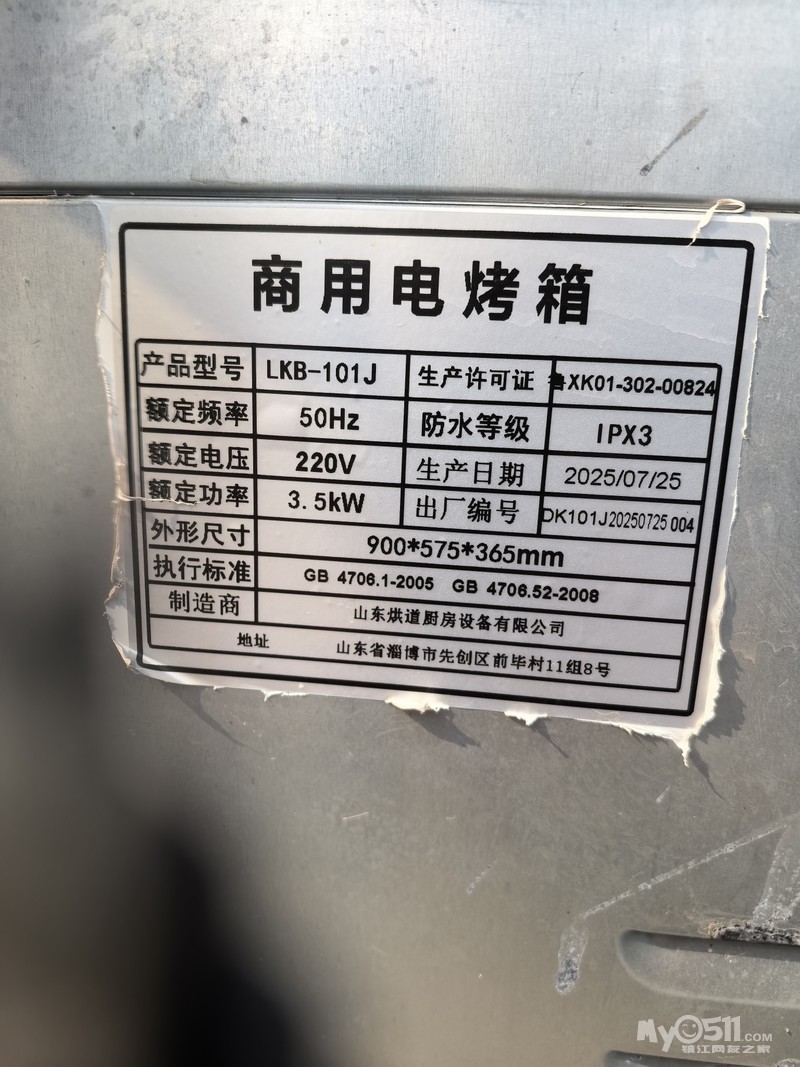 商用电烤箱
产品型号 LKB-101J 生产许可证 鲁XK01-302-00824
额定频率 50Hz 防水等级 IPX3
额定电压 220V 生产日期 2025/07/25
额定功率 3.5kW 出厂编号 DK101J20250725004
外形尺寸 900*575*365mm
执行标准 GB 4706.1-2005 GB 4706.52-2008
制造商 山东烘道厨房设备有限公司
地址 山东省淄博市先创区前毕村11组8号
My0511.COM
镇江网友之家